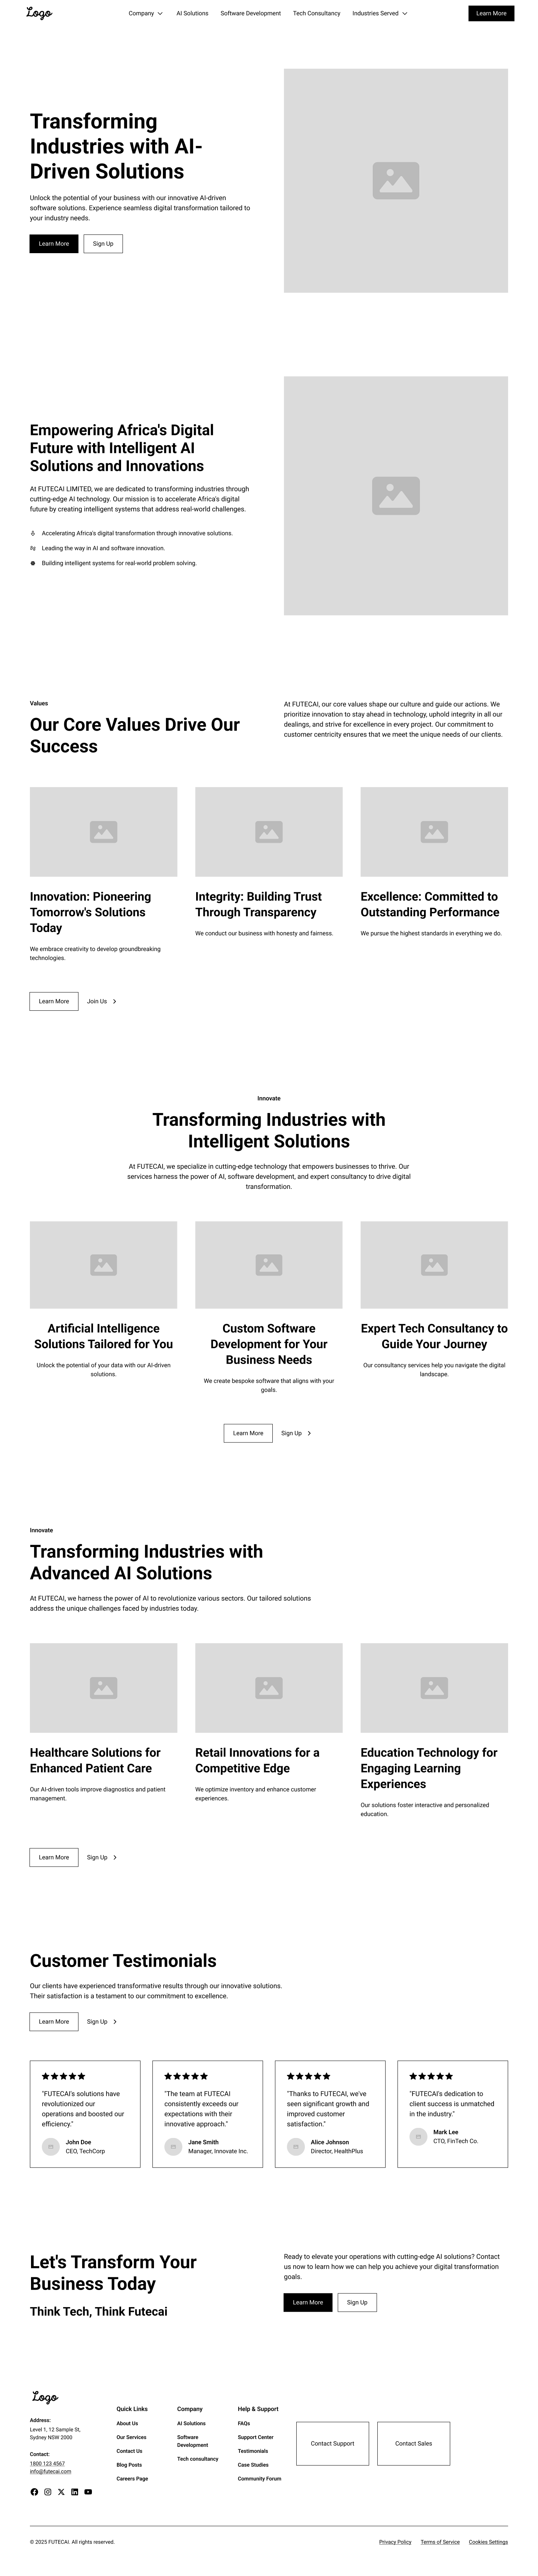 Logo
Company
AI Solutions
Software Development
Tech Consultancy
Industries Served
Learn More
Transforming
Industries with AI-
Driven Solutions
Unlock the potential of your business with our innovative AI-driven
software solutions. Experience seamless digital transformation tailored to
your industry needs.
Learn More
Sign Up
Empowering Africa's Digital
Future with Intelligent AI
Solutions and Innovations
At FUTECAI LIMITED, we are dedicated to transforming industries through
cutting-edge AI technology. Our mission is to accelerate Africa's digital
future by creating intelligent systems that address real-world challenges.
Accelerating Africa's digital transformation through innovative solutions.
Leading the way in AI and software innovation.
Building intelligent systems for real-world problem solving.
Values
Our Core Values Drive Our
Success
At FUTECAI, our core values shape our culture and guide our actions. We
prioritize innovation to stay ahead in technology, uphold integrity in all our
dealings, and strive for excellence in every project. Our commitment to
customer centricity ensures that we meet the unique needs of our clients.
Innovation: Pioneering
Tomorrow's Solutions
Today
We embrace creativity to develop groundbreaking
technologies.
Integrity: Building Trust
Through Transparency
We conduct our business with honesty and fairness.
Excellence: Committed to
Outstanding Performance
We pursue the highest standards in everything we do.
Learn More
Join Us
Innovate
Transforming Industries with
Intelligent Solutions
At FUTECAI, we specialize in cutting-edge technology that empowers businesses to thrive. Our
services harness the power of AI, software development, and expert consultancy to drive digital
transformation.
Artificial Intelligence
Solutions Tailored for You
Unlock the potential of your data with our AI-driven
solutions.
Custom Software
Development for Your
Business Needs
We create bespoke software that aligns with your
goals.
Expert Tech Consultancy to
Guide Your Journey
Our consultancy services help you navigate the digital
landscape.
Learn More
Sign Up
Innovate
Transforming Industries with
Advanced AI Solutions
At FUTECAI, we harness the power of AI to revolutionize various sectors. Our tailored solutions
address the unique challenges faced by industries today.
Healthcare Solutions for
Enhanced Patient Care
Our AI-driven tools improve diagnostics and patient
management.
Retail Innovations for a
Competitive Edge
We optimize inventory and enhance customer
experiences.
Education Technology for
Engaging Learning
Experiences
Our solutions foster interactive and personalized
education.
Learn More
Sign Up
Customer Testimonials
Our clients have experienced transformative results through our innovative solutions.
Their satisfaction is a testament to our commitment to excellence.
Learn More
Sign Up
"FUTECAI's solutions have
revolutionized our
operations and boosted our
efficiency."
John Doe
CEO, TechCorp
"The team at FUTECAI
consistently exceeds our
expectations with their
innovative approach."
Jane Smith
Manager, Innovate Inc.
"Thanks to FUTECAI, we've
seen significant growth and
improved customer
satisfaction."
Alice Johnson
Director, HealthPlus
"FUTECAI's dedication to
client success is unmatched
in the industry."
Mark Lee
CTO, FinTech Co.
Let's Transform Your
Business Today
Think Tech, Think Futecai
Ready to elevate your operations with cutting-edge AI solutions? Contact
us now to learn how we can help you achieve your digital transformation
goals.
Learn More
Sign Up
Logo
Address:
Level 1, 12 Sample St,
Sydney NSW 2000
Contact:
1800 123 4567
info@futecai.com
Quick Links
About Us
Our Services
Contact Us
Blog Posts
Careers Page
Company
AI Solutions
Software
Development
Tech consultancy
Help & Support
FAQs
Support Center
Testimonials
Case Studies
Community Forum
Contact Support
Contact Sales
© 2025 FUTECAI. All rights reserved.
Privacy Policy
Terms of Service
Cookies Settings